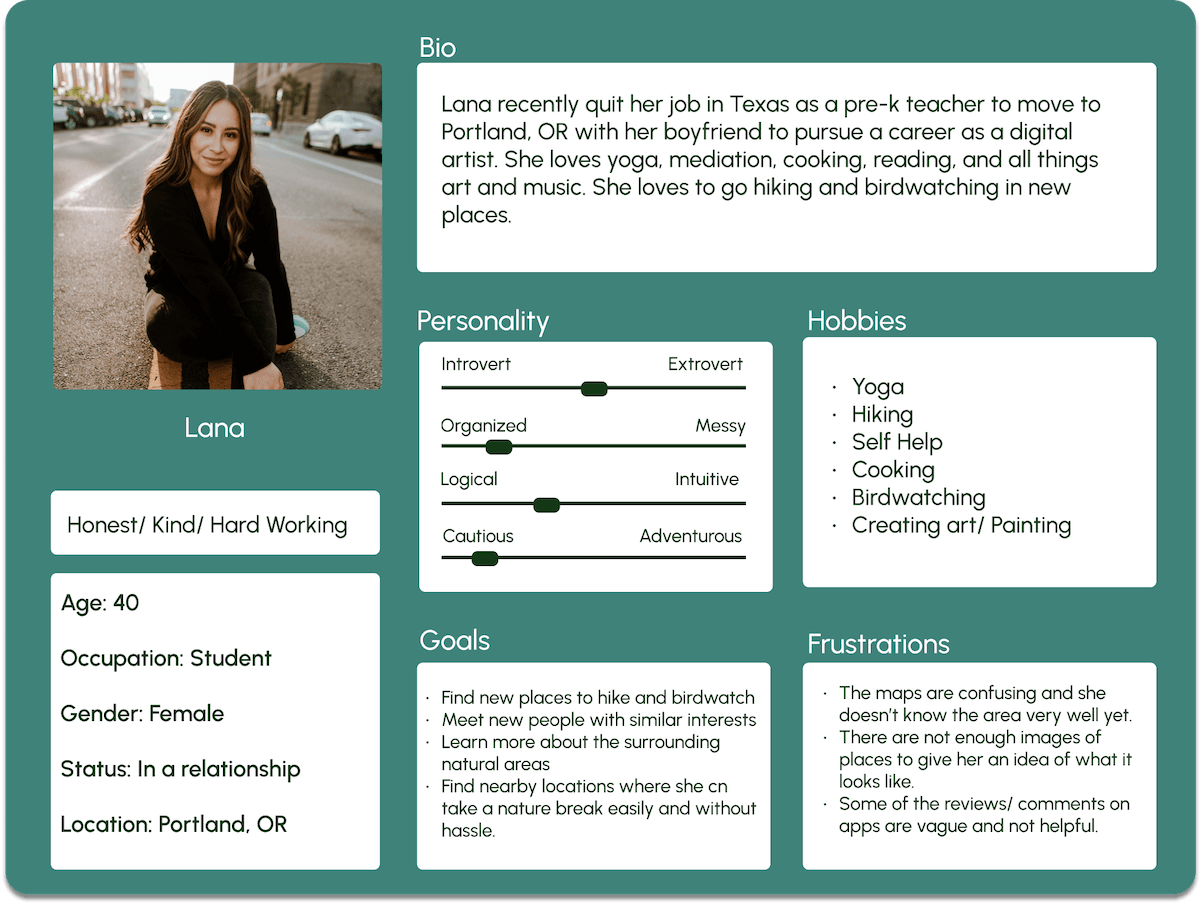 Bio
Lana recently quit her job in Texas as a pre-k teacher to move to
Portland, OR with her boyfriend to pursue a career as a digital
artist. She loves yoga, mediation, cooking, reading, and all things
art and music. She loves to go hiking and birdwatching in new
places.
Lana
Honest/ Kind/ Hard Working
Age: 40
Occupation: Student
Gender: Female
Status: In a relationship
Location: Portland, OR
Personality
Introvert Extrovert
Organized Messy
Logical Intuitive
Cautious Adventurous
Hobbies
· Yoga
· Hiking
· Self Help
· Cooking
· Birdwatching
· Creating art/ Painting
Goals
· Find new places to hike and birdwatch
· Meet new people with similar interests
· Learn more about the surrounding
natural areas
· Find nearby locations where she cn
take a nature break easily and without
hassle.
Frustrations
· The maps are confusing and she
doesn't know the area very well yet.
· There are not enough images of
places to give her an idea of what it
looks like.
· Some of the reviews/ comments on
apps are vague and not helpful.